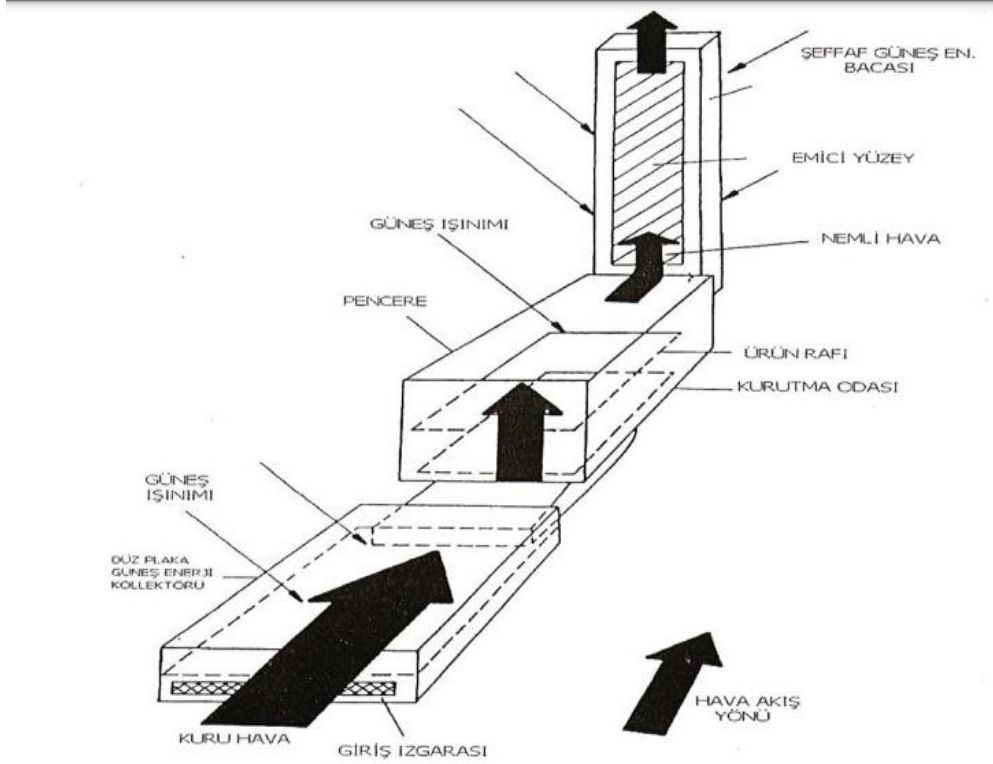 ŞEFFAF GÜNEŞ EN.
BACASI
EMİCİ YÜZEY
GÜNEŞ IŞINIMI
NEMLİ HAVA
PENCERE
ÜRÜN RAFI
KURUTMA ODASI
GÜNEŞ
IŞINIMI
DÜZ PLAKA
GÜNEŞ ENERJİ
KOLLEKTÖRÜ
HAVA AKIŞ
YÖNÜ
KURU HAVA
GİRİŞ IZGARASI